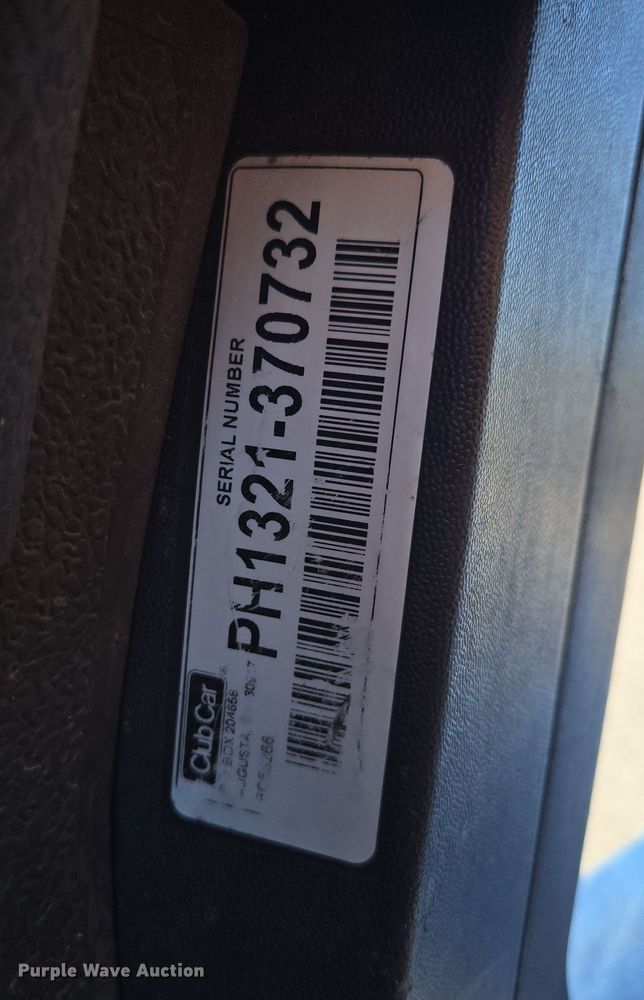 SERIAL NUMBER
PH1321-370732
Club Car
BOX 204658
AUGUSTA,
Purple Wave Auction